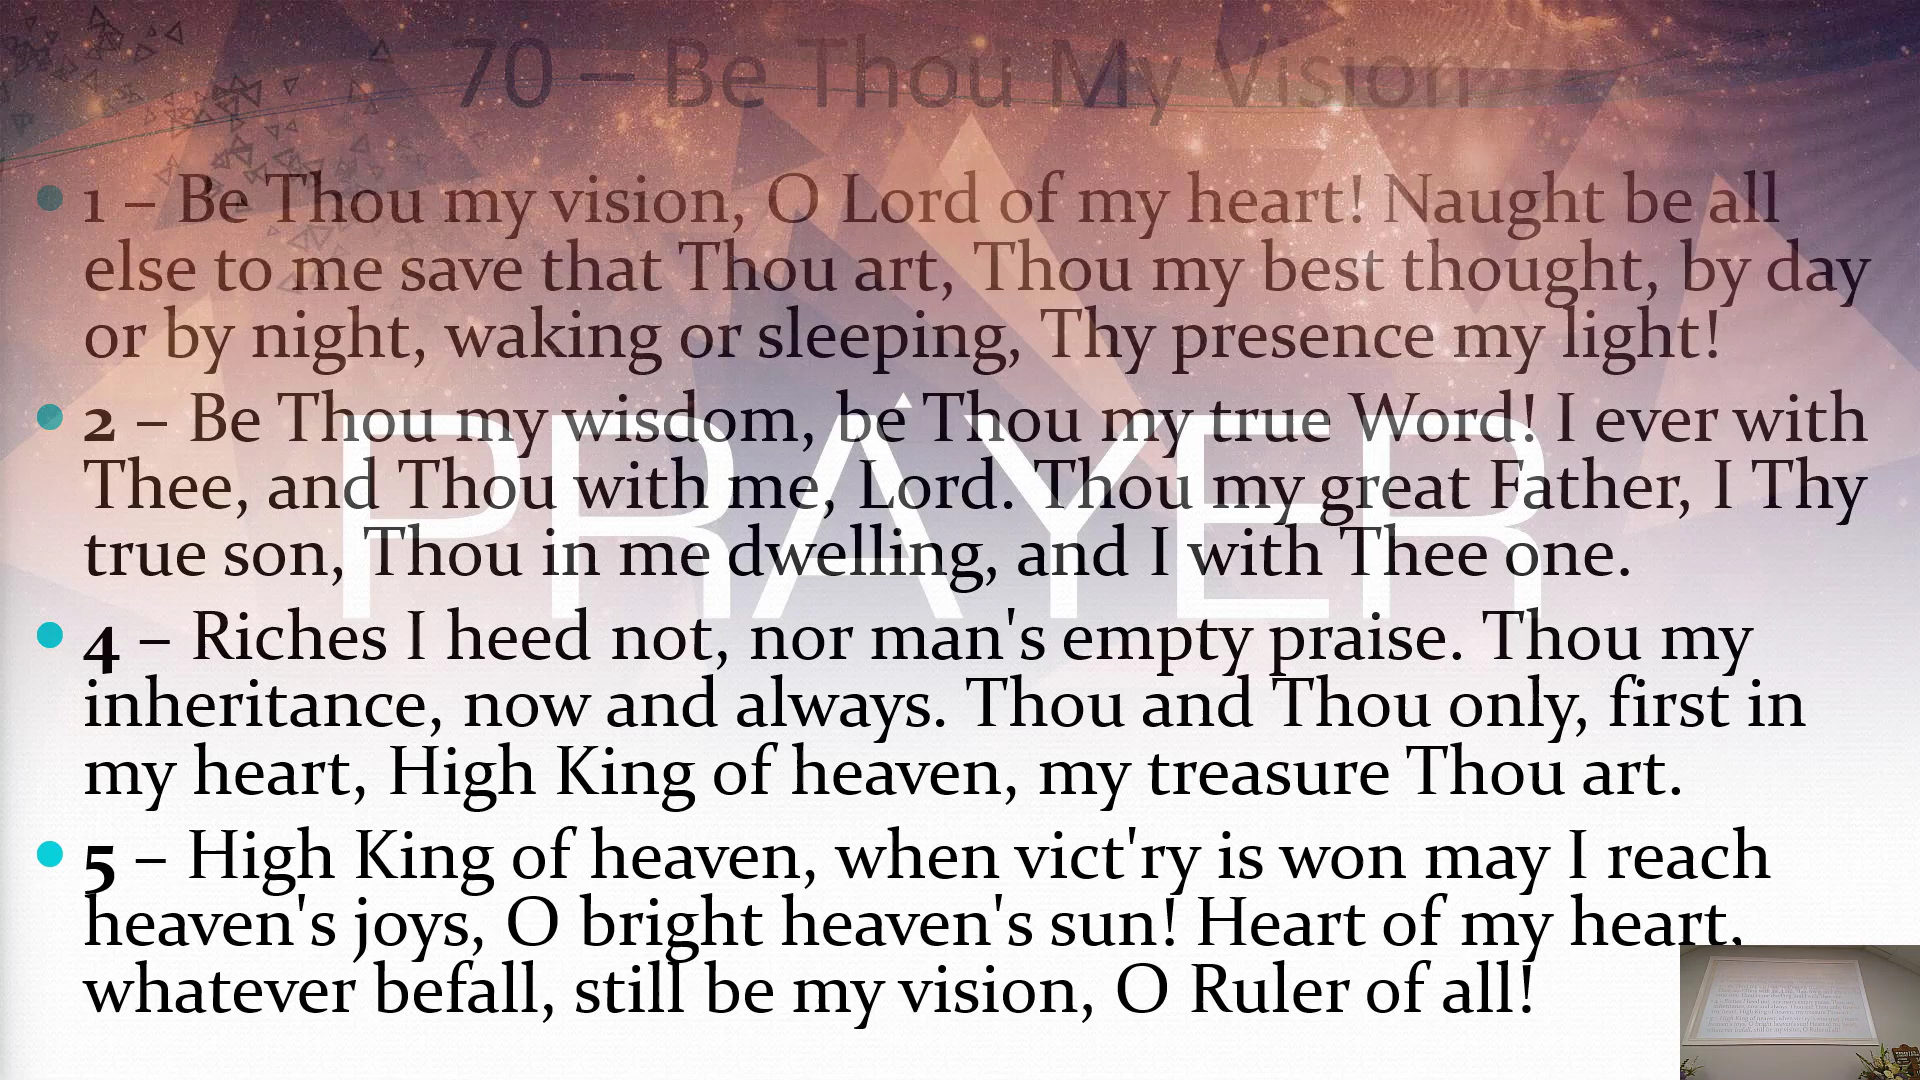 70 – Be Thou My Vision
1 – Be Thou my vision, O Lord of my heart! Naught be all
else to me save that Thou art, Thou my best thought, by day
or by night, waking or sleeping, Thy presence my light!
2 – Be Thou my wisdom, be Thou my true Word! I ever with
Thee, and Thou with me, Lord. Thou my great Father, I Thy
true son, Thou in me dwelling, and I with Thee one.
PRAYER
4 – Riches I heed not, nor man's empty praise. Thou my
inheritance, now and always. Thou and Thou only, first in
my heart, High King of heaven, my treasure Thou art.
5 – High King of heaven, when vict'ry is won may I reach
heaven's joys, O bright heaven's sun! Heart of my heart,
whatever befall, still be my vision, O Ruler of all!